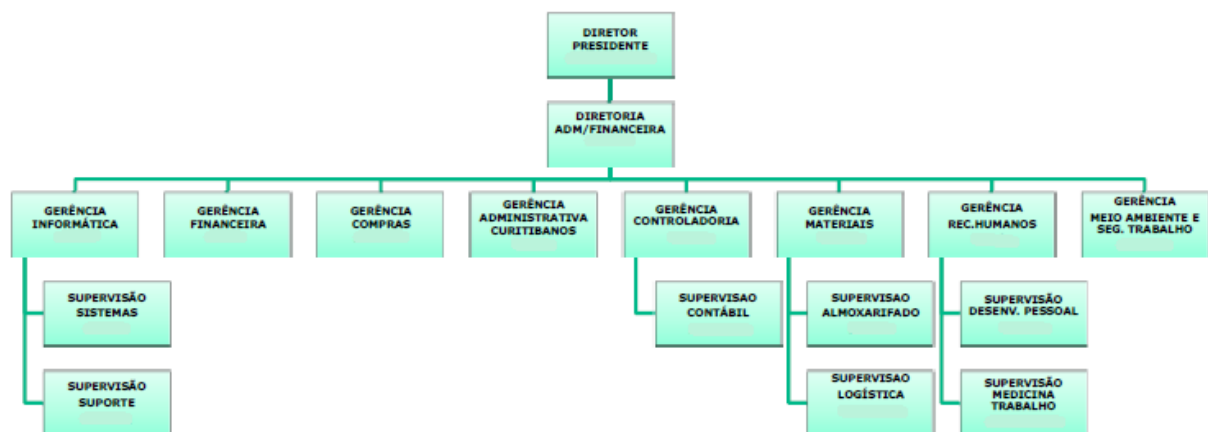 DIRETOR
PRESIDENTE
DIRETORIA
ADM/FINANCEIRA
GERÊNCIA
INFORMÁTICA
GERÊNCIA
FINANCEIRA
GERÊNCIA
COMPRAS
GERÊNCIA
ADMINISTRATIVA
CURITIBANOS
GERÊNCIA
CONTROLADORIA
GERÊNCIA
MATERIAIS
GERÊNCIA
REC.HUMANOS
GERÊNCIA
MEIO AMBIENTE E
SEG. TRABALHO
SUPERVISÃO
SISTEMAS
SUPERVISAO
CONTÁBIL
SUPERVISAO
ALMOXARIFADO
SUPERVISÃO
DESENV. PESSOAL
SUPERVISÃO
SUPORTE
SUPERVISAO
LOGÍSTICA
SUPERVISÃO
MEDICINA
TRABALHO